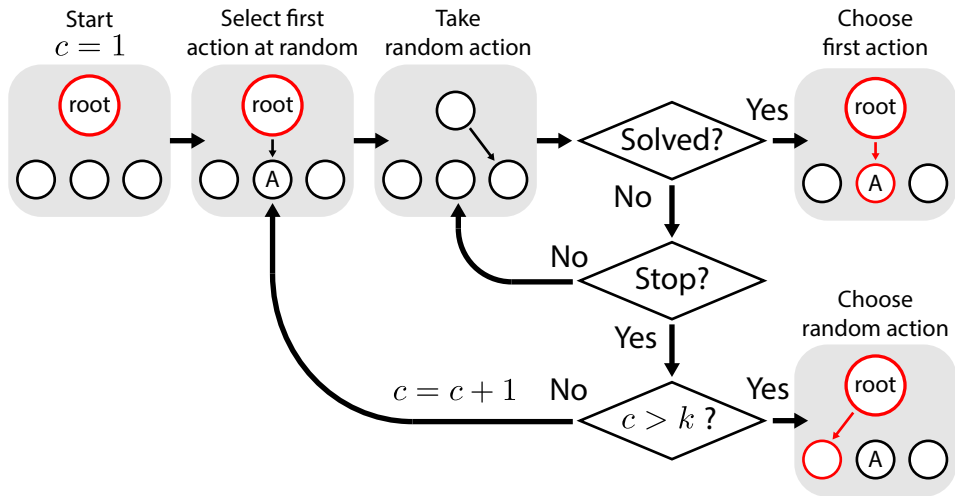 Start
c = 1
root
Select first
action at random
root
A
Take
random action
Solved?
Yes
No
Choose
first action
root
A
Stop?
No
Yes
c > k ?
No
c = c + 1
Yes
Choose
random action
root
A